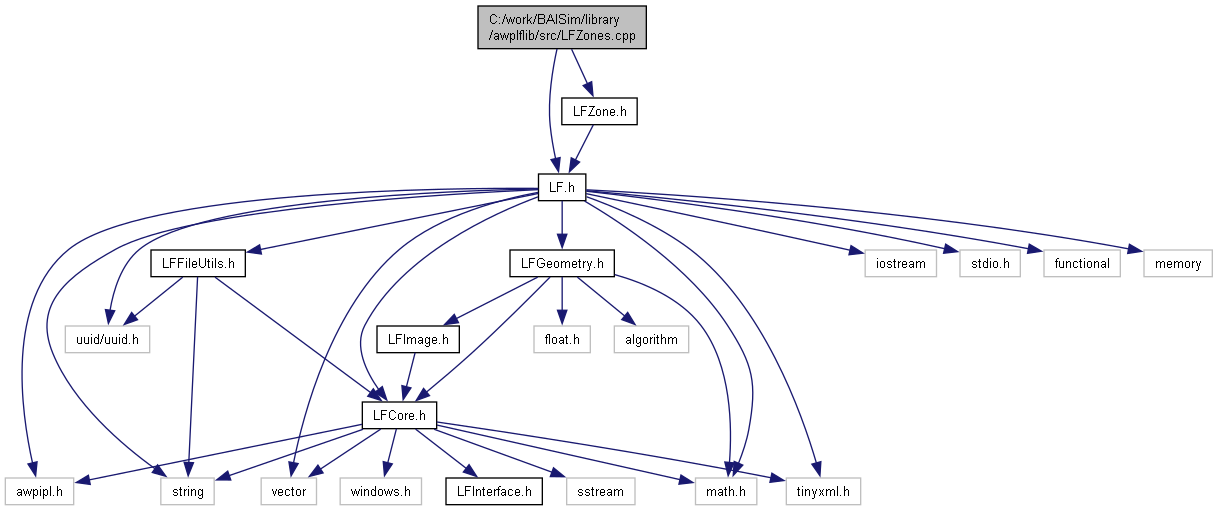 C:/work/BAISim/library
/awplflib/src/LFZones.cpp
LFZone.h
LF.h
LFFileUtils.h
LFGeometry.h
iostream
stdio.h
functional
memory
uuid/uuid.h
LFImage.h
float.h
algorithm
LFCore.h
awpipl.h
string
vector
windows.h
LFInterface.h
sstream
math.h
tinyxml.h